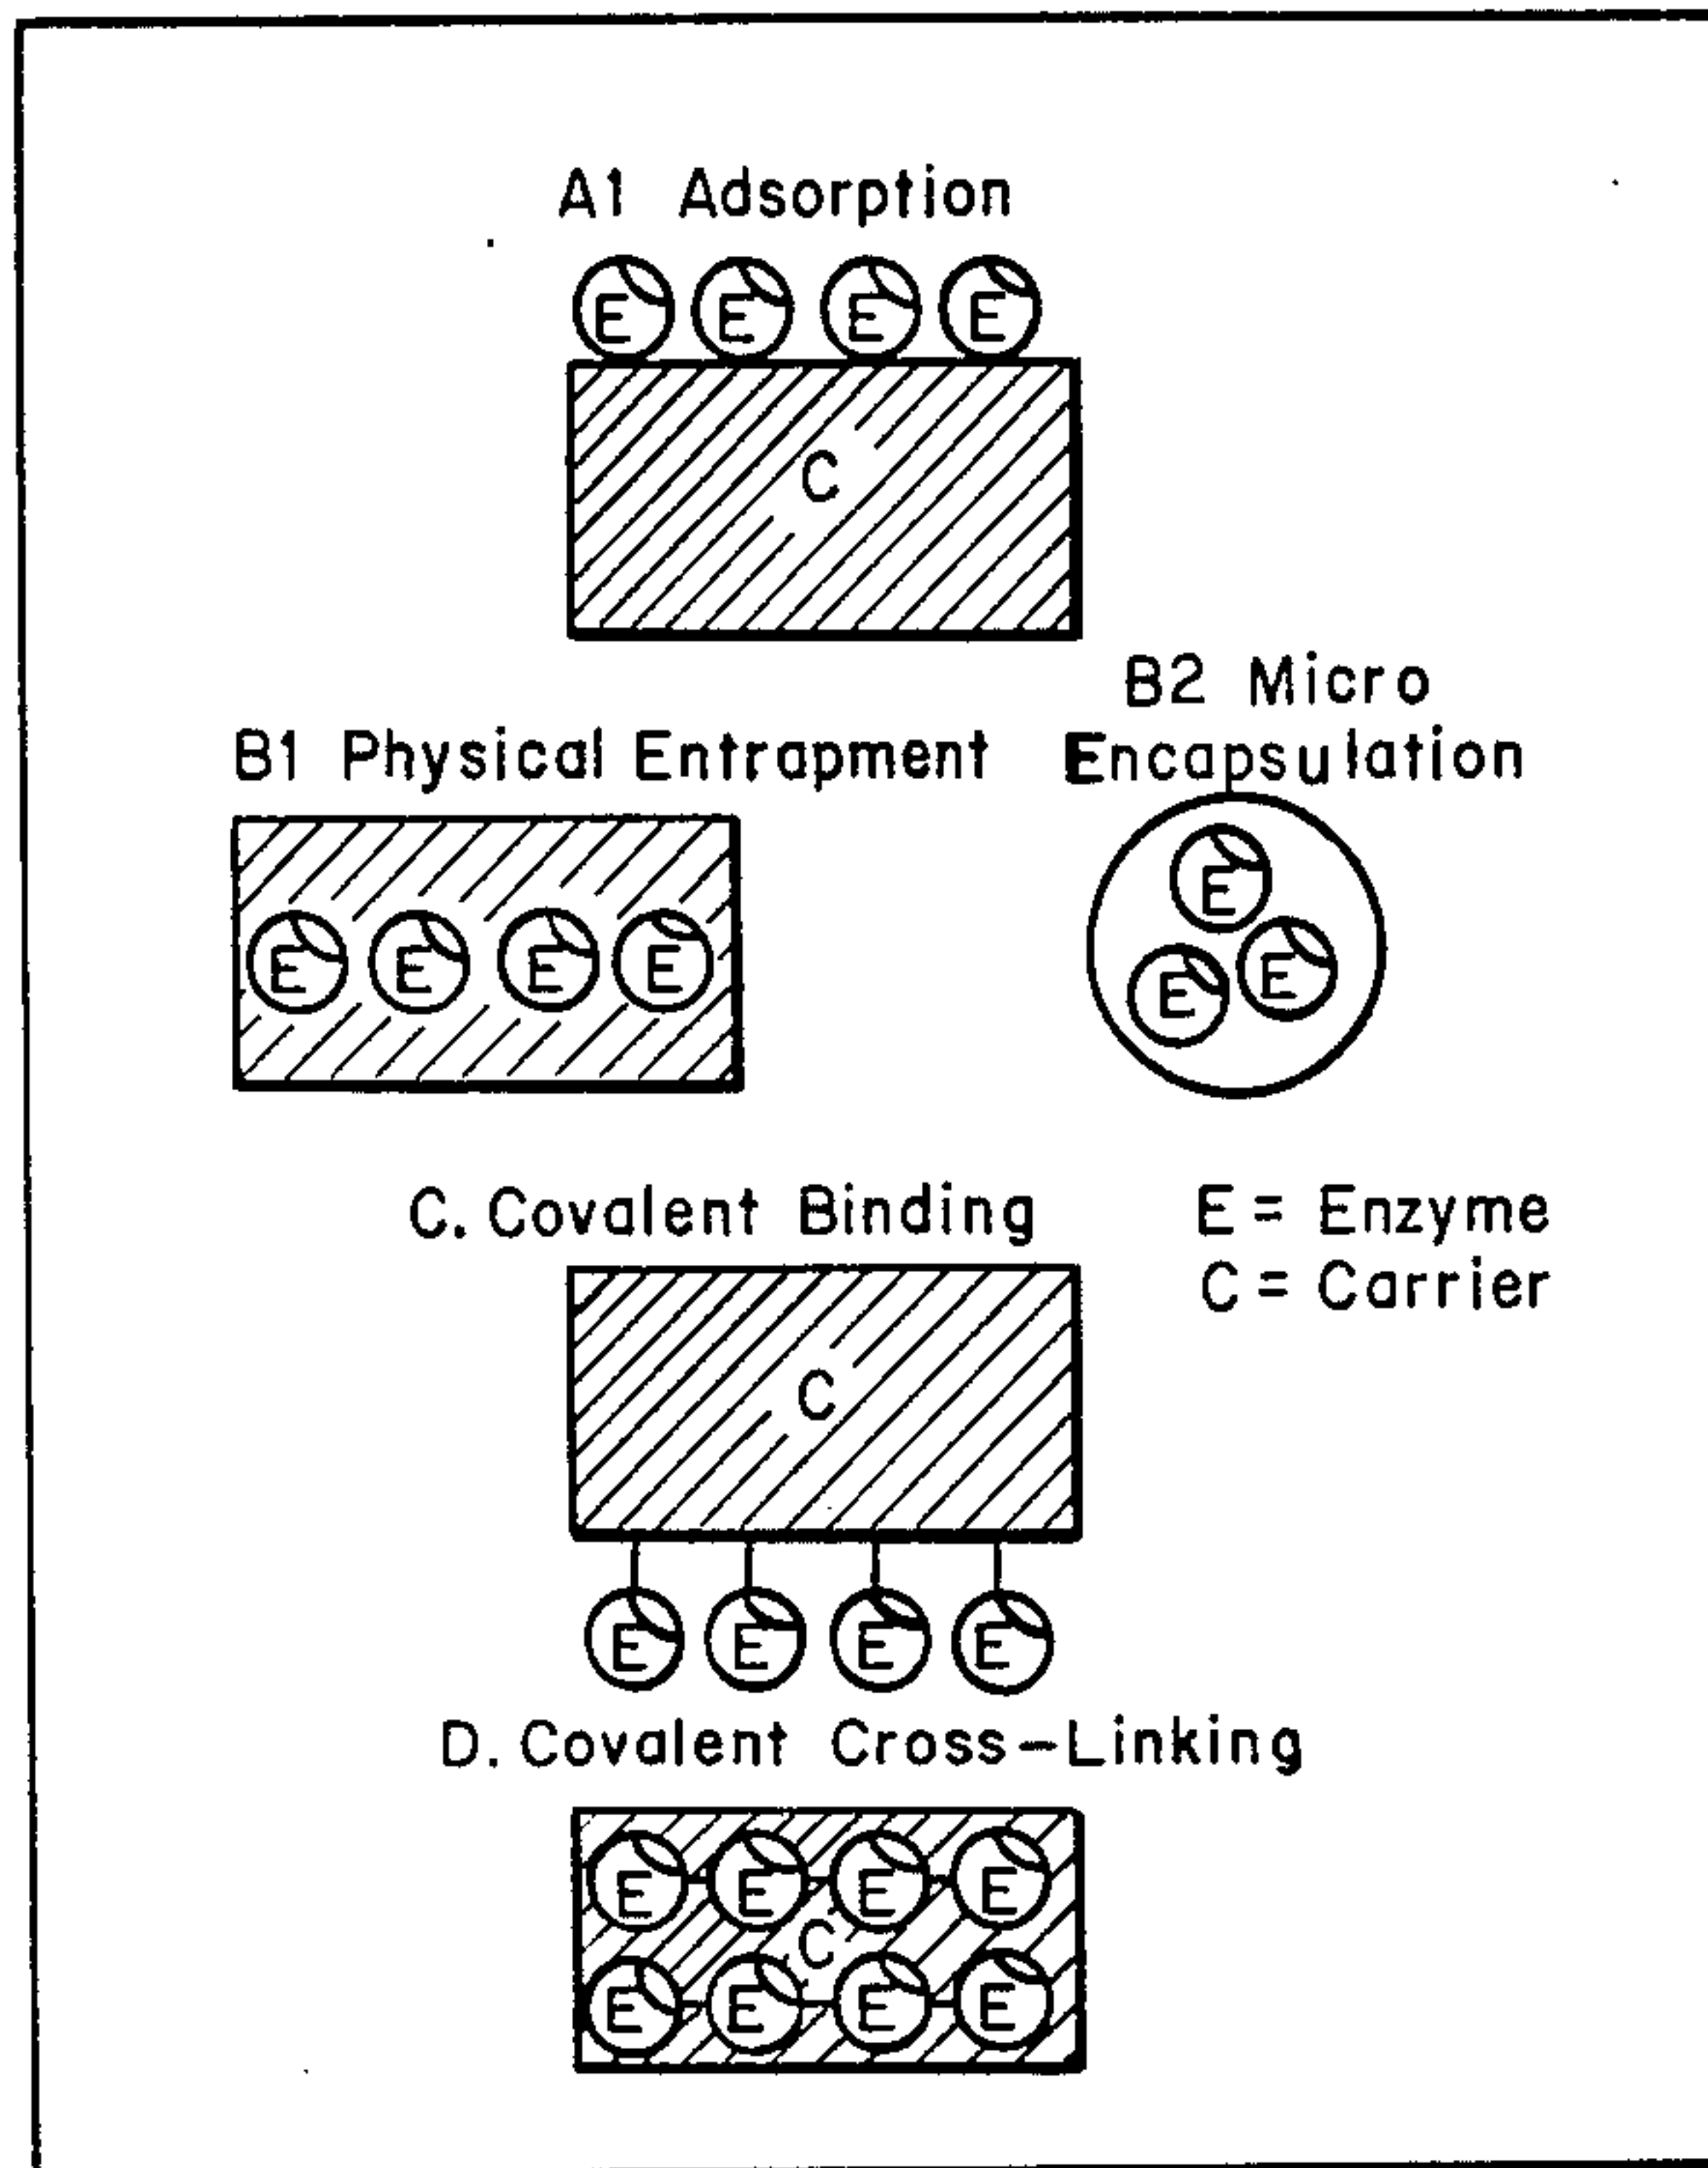 A1 Adsorption
E E E E
C
B2 Micro
Encapsulation
B1 Physical Entrapment
E E E E
E
E E
C. Covalent Binding
E = Enzyme
C = Carrier
C
E E E E
D. Covalent Cross-Linking
E E E E
C
E E E E